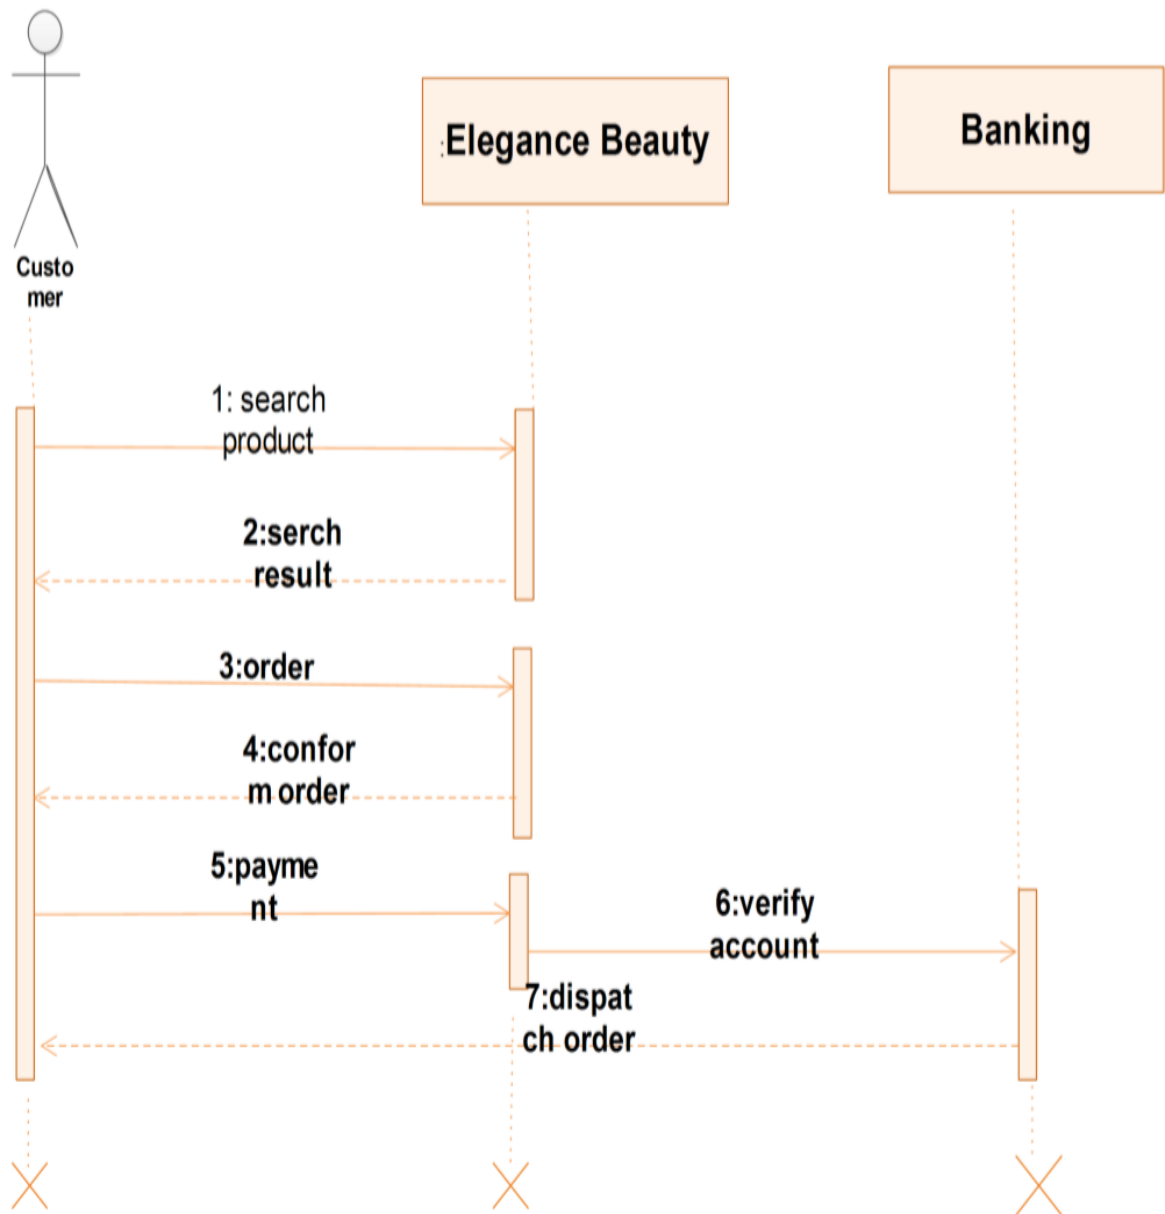 :Elegance Beauty
Banking
Custo
mer
1: search
product
2:serch
result
3:order
4:confor
m order
5:payme
nt
6:verify
account
7:dispat
ch order